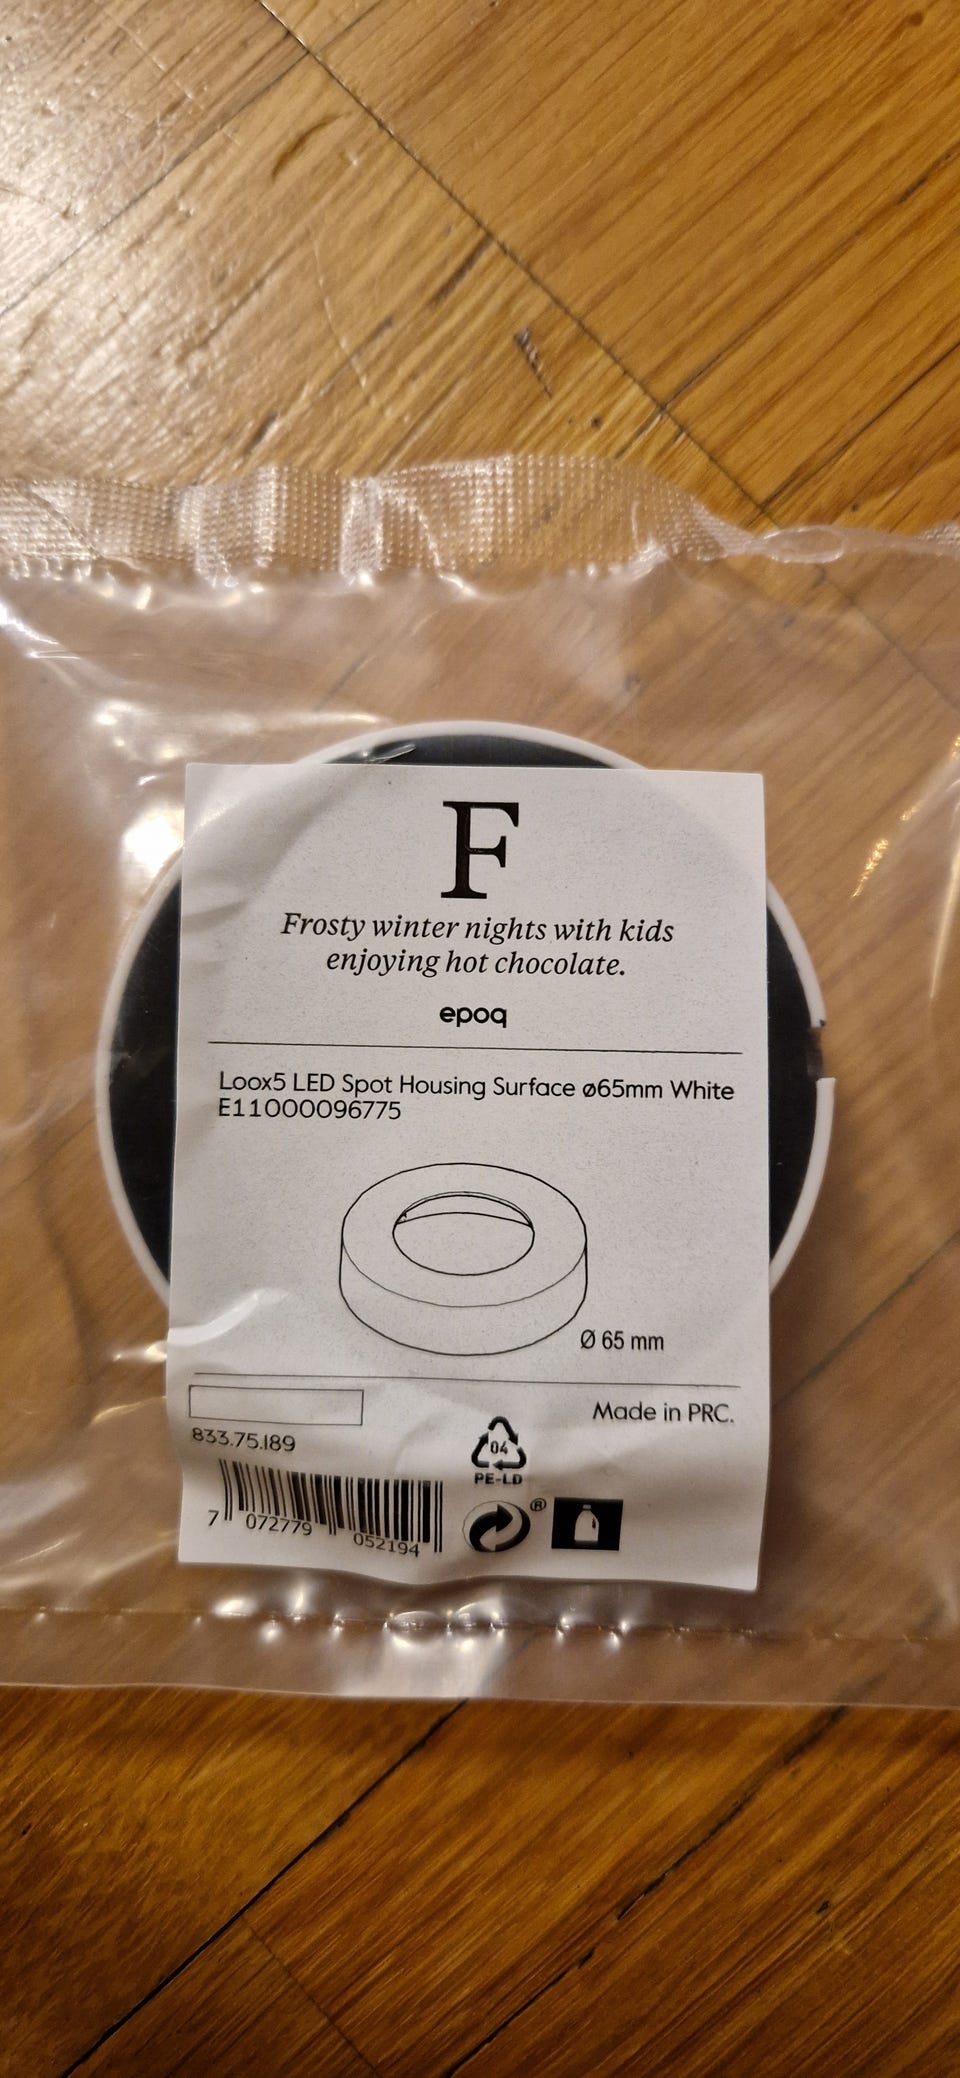 F
Frosty winter nights with kids
enjoying hot chocolate.
epoq
Loox5 LED Spot Housing Surface ø65mm White
E11000096775
Ø 65 mm
Made in PRC.
833.75.189
04
PE-LD
7 072779 052194
®